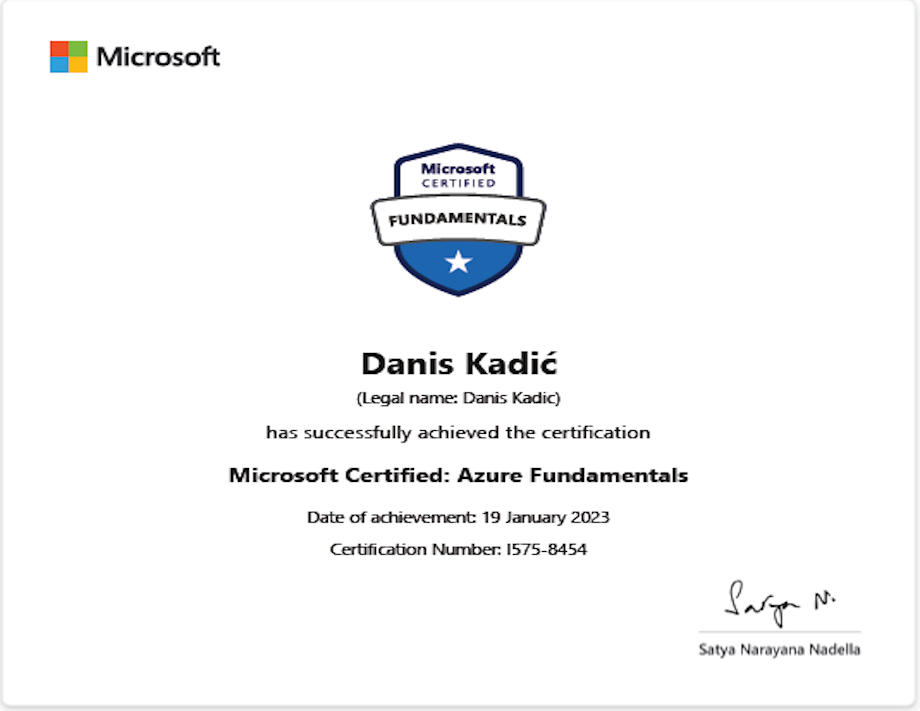 Microsoft
Microsoft
CERTIFIED
FUNDAMENTALS
Danis Kadić
(Legal name: Danis Kadic)
has successfully achieved the certification
Microsoft Certified: Azure Fundamentals
Date of achievement: 19 January 2023
Certification Number: I575-8454
Satya N.
Satya Narayana Nadella